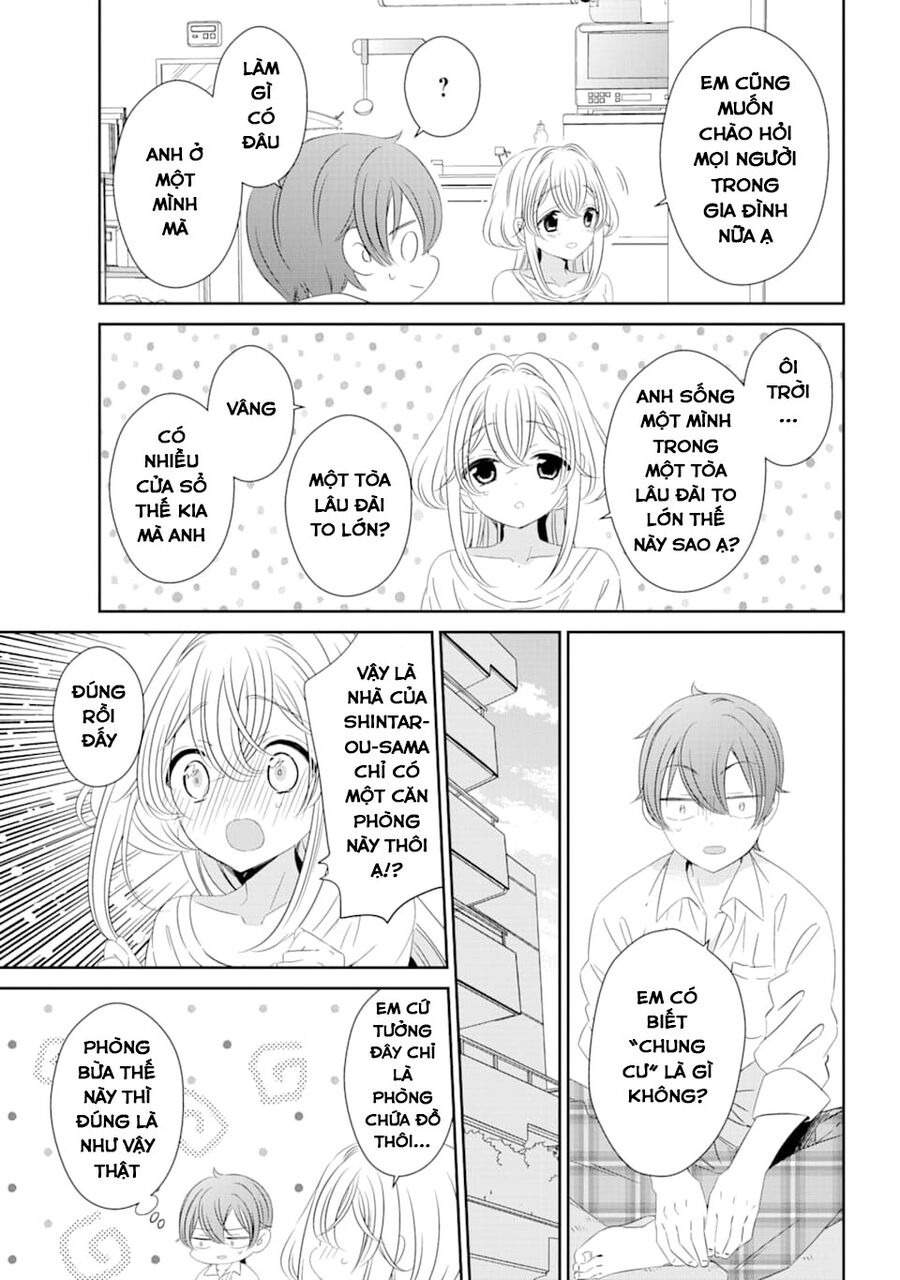 EM CŨNG
MUỐN
CHÀO HỎI
MỌI NGƯỜI
TRONG
GIA ĐÌNH
NỮA Ạ
?
LÀM
GÌ
CÓ
ĐÂU
ANH Ở
MỘT
MÌNH
MÀ
ÔI
TRỜI
...
ANH SỐNG
MỘT MÌNH
TRONG
MỘT TÒA
LÂU ĐÀI TO
LỚN THẾ
NÀY SAO Ạ?
MỘT TÒA
LÂU ĐÀI
TO LỚN?
VÂNG
CÓ
NHIỀU
CỬA SỔ
THẾ KIA
MÀ ANH
EM CÓ
BIẾT
“CHUNG
CƯ” LÀ GÌ
KHÔNG?
VẬY LÀ
NHÀ CỦA
SHINTAR-
OU-SAMA
CHỈ CÓ
MỘT CĂN
PHÒNG
NÀY THÔI
Ạ!?
ĐÚNG
RỒI
ĐẤY
EM CỨ
TƯỞNG
ĐÂY CHỈ
LÀ
PHÒNG
CHỨA ĐỒ
THÔI...
PHÒNG
BỪA THẾ
NÀY THÌ
ĐÚNG LÀ
NHƯ VẬY
THẬT